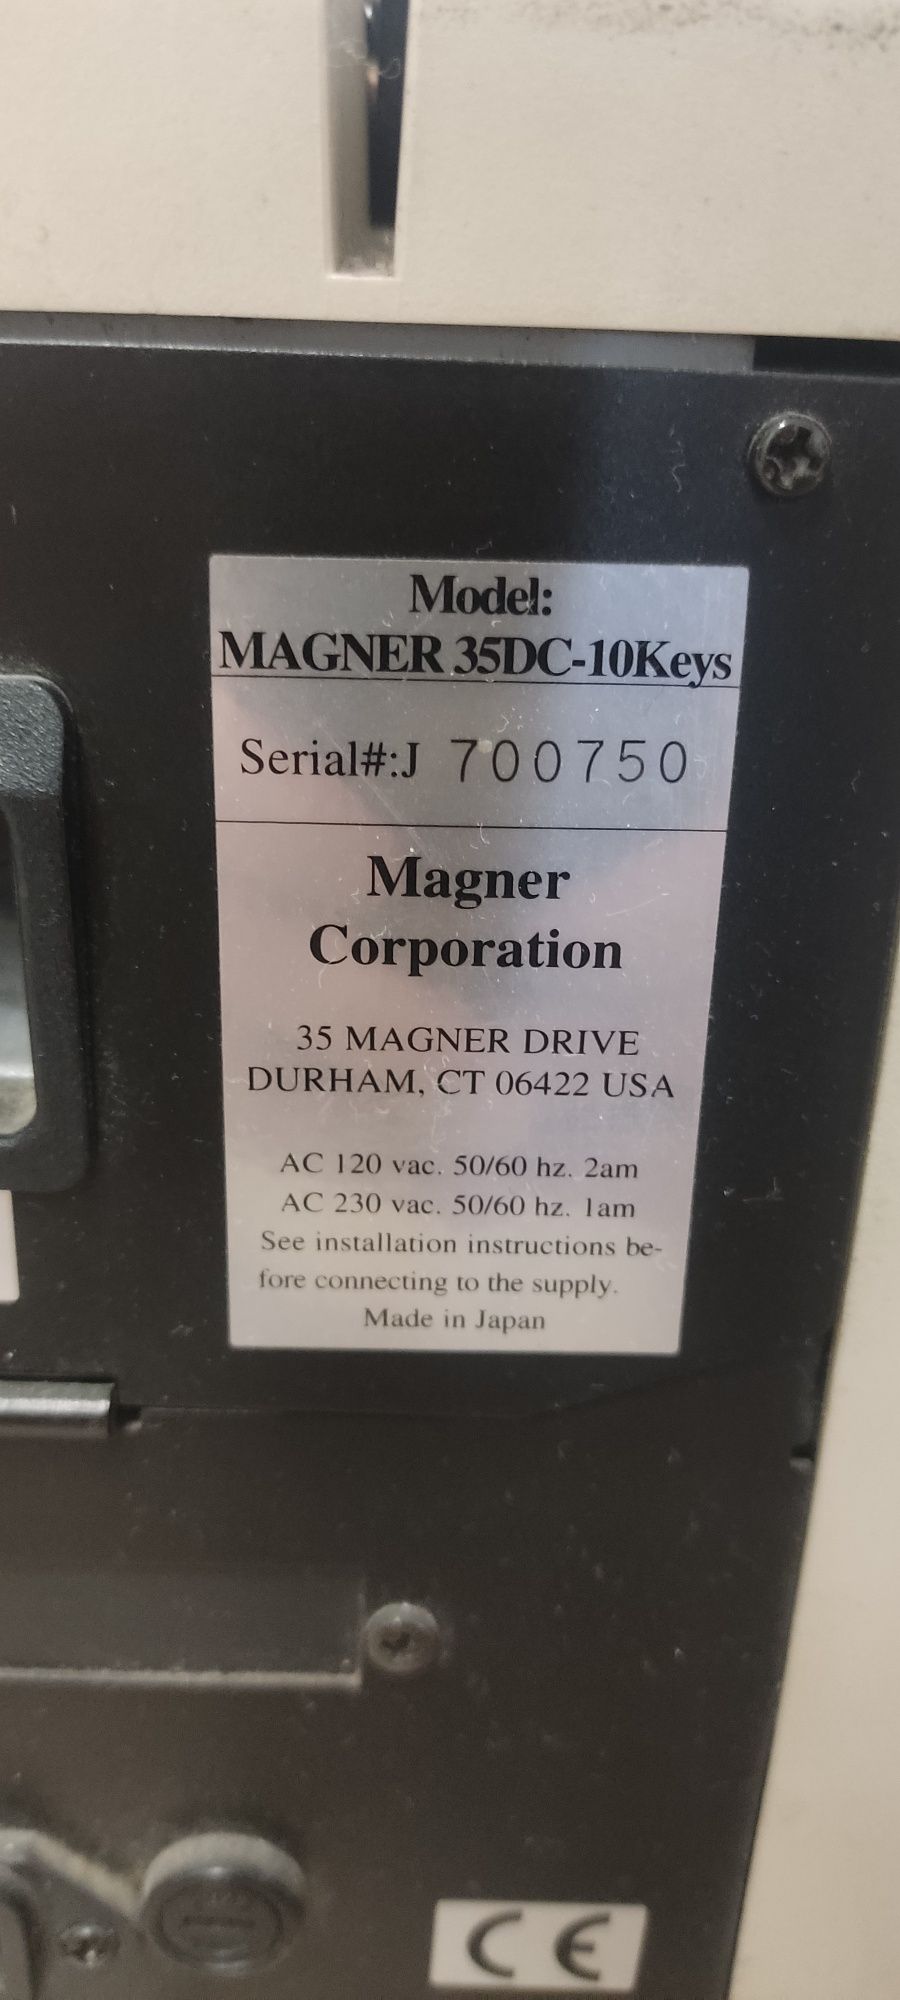 Model:
MAGNER 35DC-10Keys
Serial#:J 700750
Magner
Corporation
35 MAGNER DRIVE
DURHAM, CT 06422 USA
AC 120 vac. 50/60 hz. 2am
AC 230 vac. 50/60 hz. 1am
See installation instructions be-
fore connecting to the supply.
Made in Japan
CE